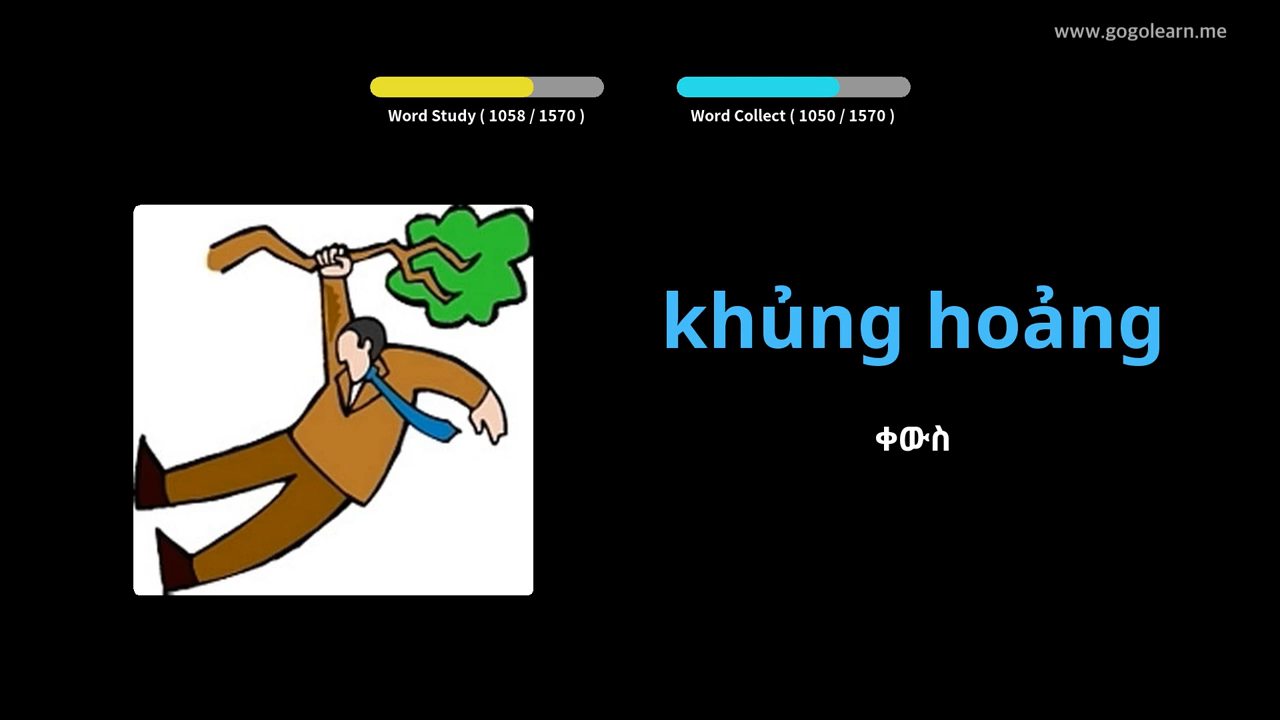 www.gogolearn.me
Word Study ( 1058 / 1570 )
Word Collect ( 1050 / 1570 )
khủng hoảng
ቀውስ